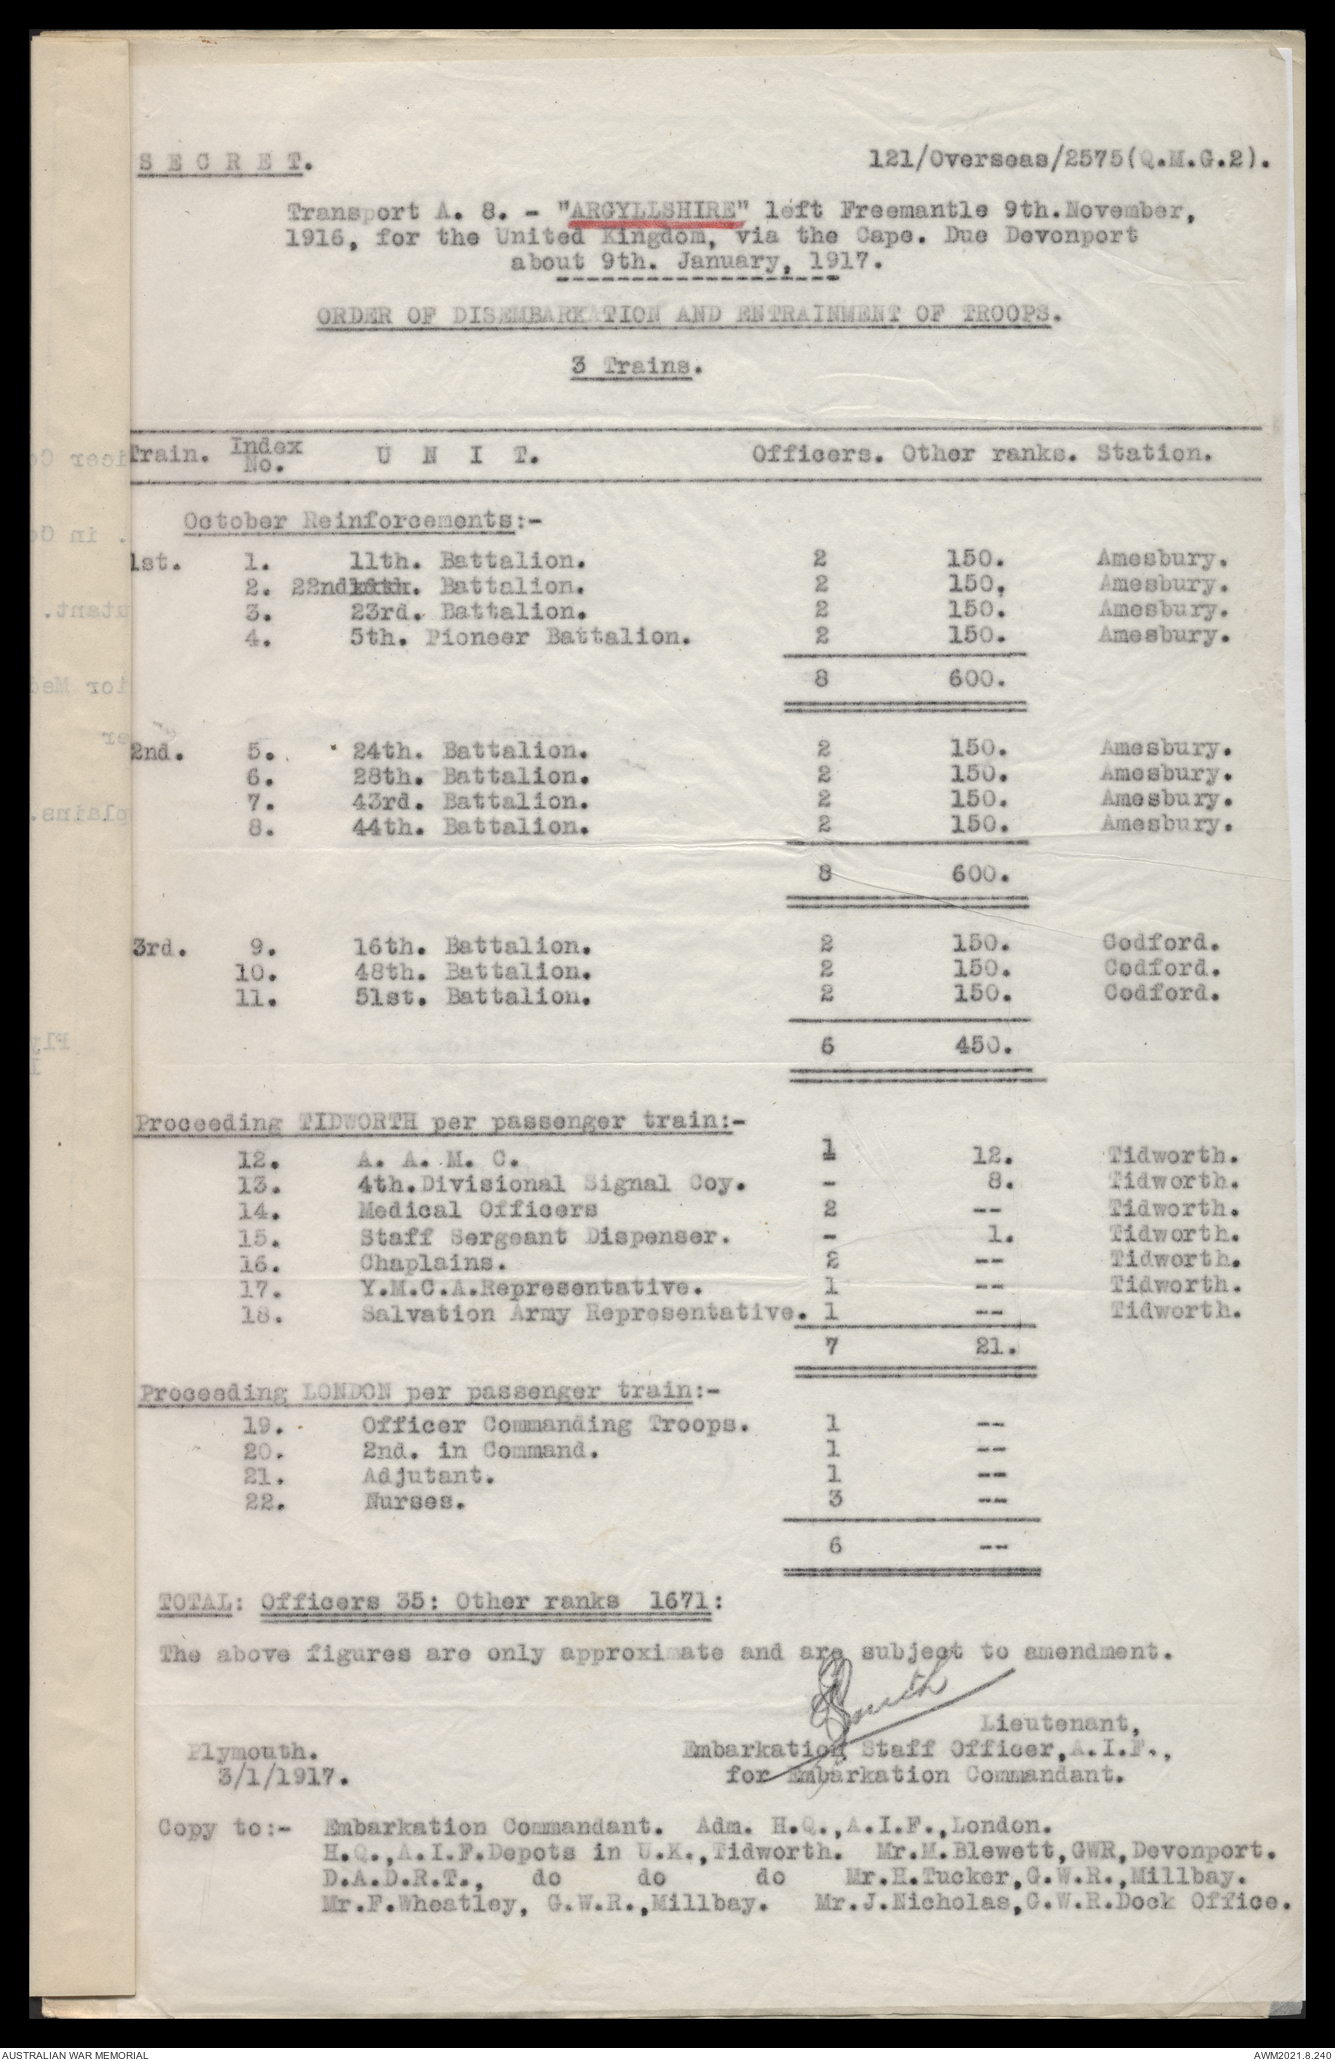 S E C R E T.
121/Overseas/2575(Q.M.G.2).
Transport A. 8. - "ARGYLLSHIRE" left Freemantle 9th.November,
1916, for the United Kingdom, via the Cape. Due Devonport
about 9th. January, 1917.
ORDER OF DISEMBARKATION AND ENTRAINMENT OF TROOPS.
3 Trains.
Train. Index No. U N I T. Officers. Other ranks. Station.
October Reinforcements:-
1st. 1. 11th. Battalion. 2 150. Amesbury.
2. 22nd. Battalion. 2 150. Amesbury.
3. 23rd. Battalion. 2 150. Amesbury.
4. 5th. Pioneer Battalion. 2 150. Amesbury.
8 600.
2nd. 5. 24th. Battalion. 2 150. Amesbury.
6. 28th. Battalion. 2 150. Amesbury.
7. 43rd. Battalion. 2 150. Amesbury.
8. 44th. Battalion. 2 150. Amesbury.
8 600.
3rd. 9. 16th. Battalion. 2 150. Codford.
10. 48th. Battalion. 2 150. Codford.
11. 51st. Battalion. 2 150. Codford.
6 450.
Proceeding TIDWORTH per passenger train:-
12. A. A. M. C. 1 12. Tidworth.
13. 4th.Divisional Signal Coy. - 8. Tidworth.
14. Medical Officers 2 -- Tidworth.
15. Staff Sergeant Dispenser. - 1. Tidworth.
16. Chaplains. 2 -- Tidworth.
17. Y.M.C.A.Representative. 1 -- Tidworth.
18. Salvation Army Representative. 1 -- Tidworth.
7 21.
Proceeding LONDON per passenger train:-
19. Officer Commanding Troops. 1 --
20. 2nd. in Command. 1 --
21. Adjutant. 1 --
22. Nurses. 3 --
6 --
TOTAL: Officers 35: Other ranks 1671:
The above figures are only approximate and are subject to amendment.
Smith
Lieutenant,
Plymouth. Embarkation Staff Officer,A.I.F.,
3/1/1917. for Embarkation Commandant.
Copy to:- Embarkation Commandant. Adm. H.Q.,A.I.F.,London.
H.Q.,A.I.F.Depots in U.K.,Tidworth. Mr.M.Blewett,GWR,Devonport.
D.A.D.R.T., do do do Mr.H.Tucker,G.W.R.,Millbay.
Mr.F.Wheatley, G.W.R.,Millbay. Mr.J.Nicholas,G.W.R.Dock Office.
AUSTRALIAN WAR MEMORIAL
AWM2021.8.240